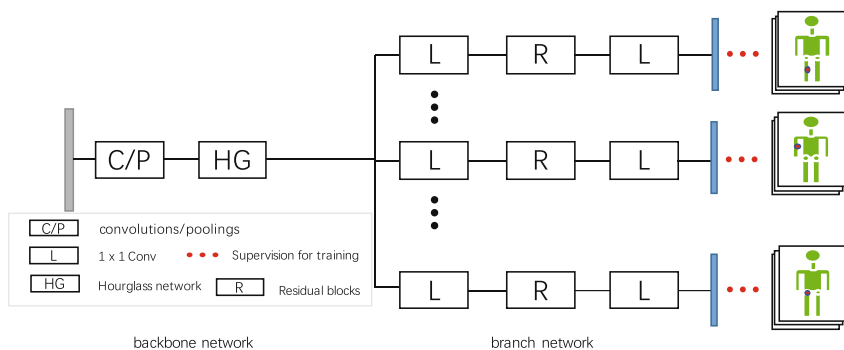 L R L
C/P HG L R L
C/P convolutions/poolings
L 1 x 1 Conv Supervision for training
HG Hourglass network R Residual blocks
L R L
backbone network branch network